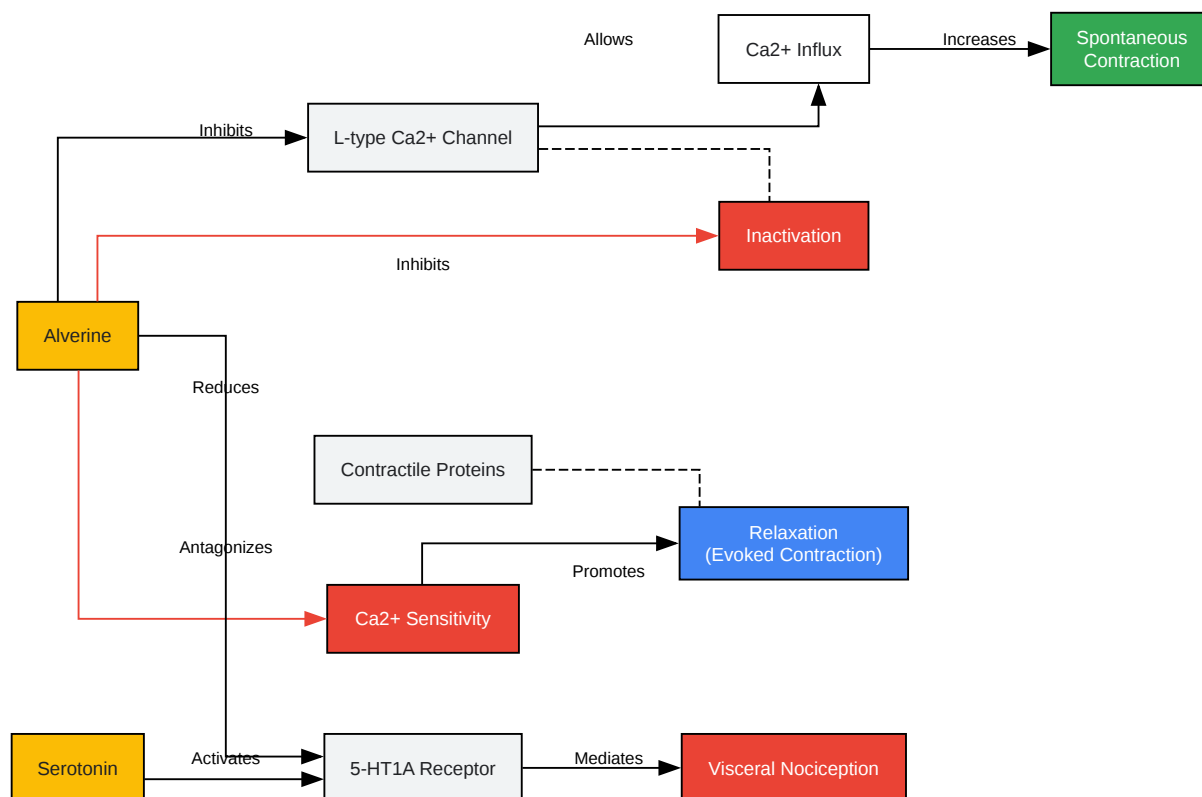 Allows
Ca2+ Influx
Increases
Spontaneous
Contraction
Inhibits
L-type Ca2+ Channel
Inactivation
Inhibits
Alverine
Reduces
Contractile Proteins
Relaxation
(Evoked Contraction)
Antagonizes
Promotes
Ca2+ Sensitivity
Serotonin
Activates
5-HT1A Receptor
Mediates
Visceral Nociception